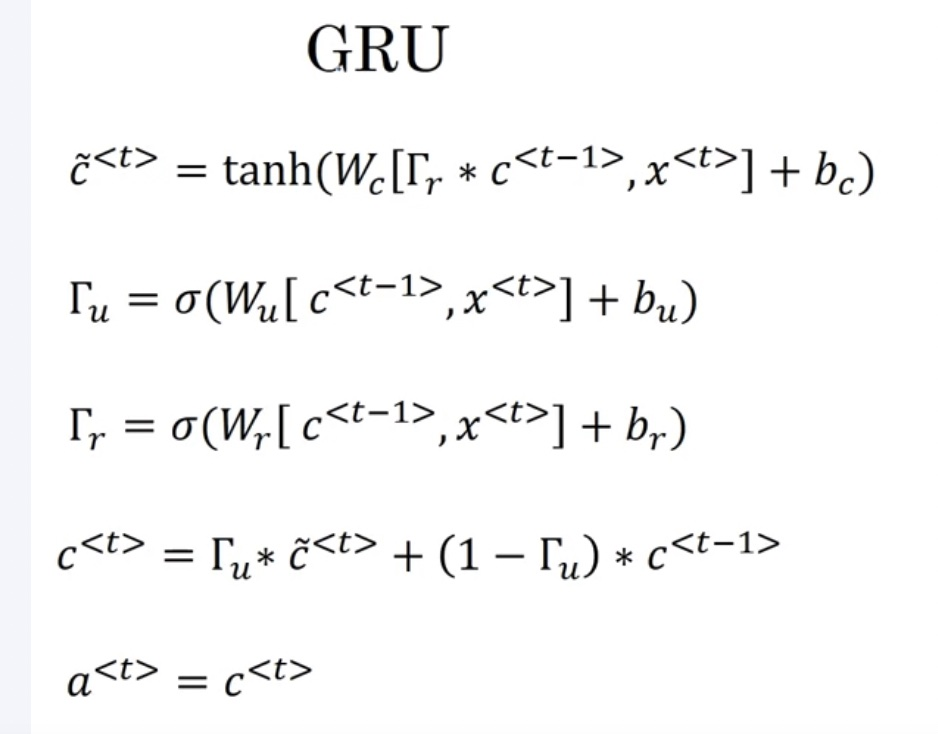 GRU
c̃^{<t>} = tanh(W_c[Γ_r * c^{<t−1>}, x^{<t>}] + b_c)
Γ_u = σ(W_u[ c^{<t−1>}, x^{<t>}] + b_u)
Γ_r = σ(W_r[ c^{<t−1>}, x^{<t>}] + b_r)
c^{<t>} = Γ_u * c̃^{<t>} + (1 − Γ_u) * c^{<t−1>}
a^{<t>} = c^{<t>}